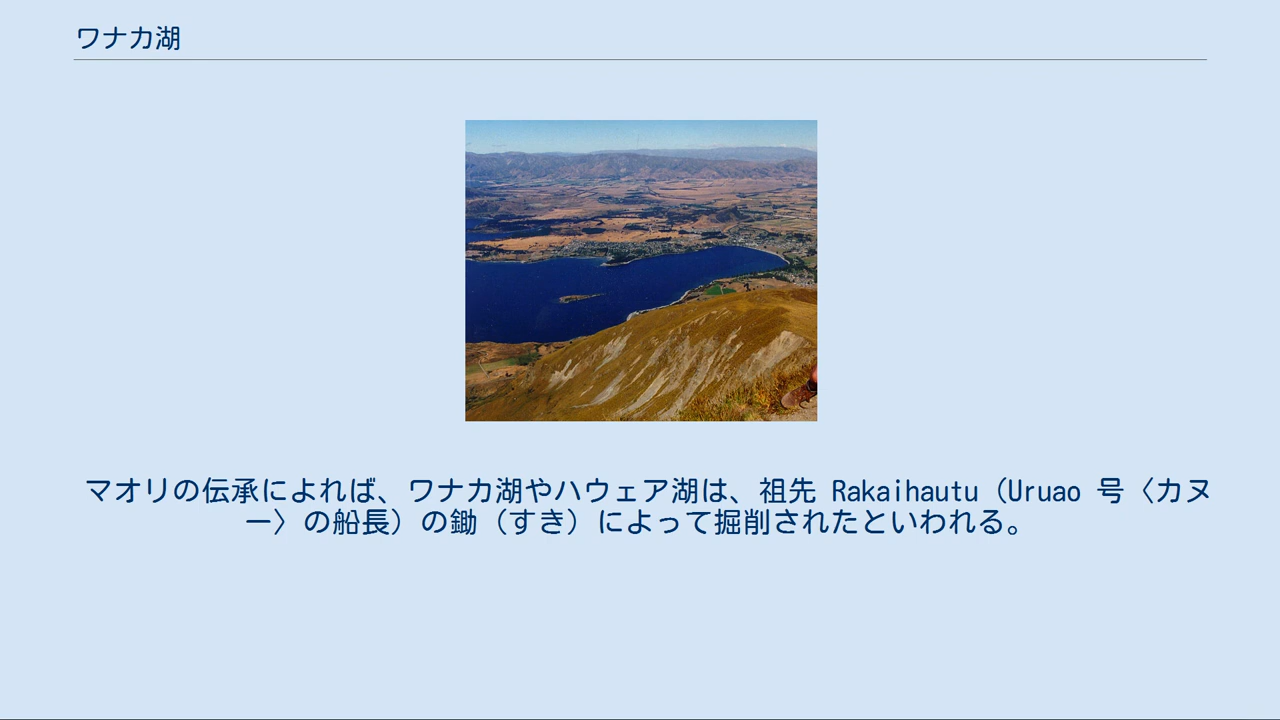 ワナカ湖
マオリの伝承によれば、ワナカ湖やハウェア湖は、祖先 Rakaihautu（Uruao 号〈カヌ
ー〉の船長）の鋤（すき）によって掘削されたといわれる。